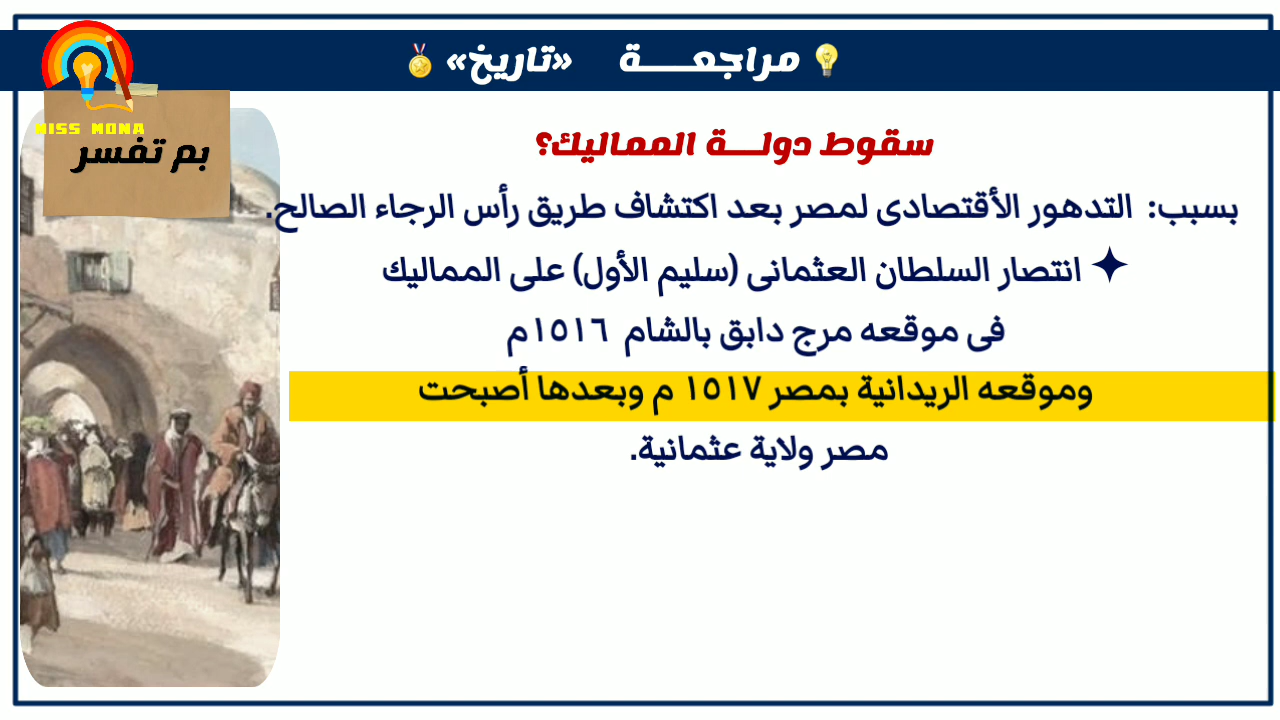 مراجعة «تاريخ»
MISS MONA
بم تفسر
سقوط دولة المماليك؟
بسبب: التدهور الأقتصادى لمصر بعد اكتشاف طريق رأس الرجاء الصالح.
انتصار السلطان العثمانى (سليم الأول) على المماليك
فى موقعه مرج دابق بالشام ١٥١٦م
وموقعه الريدانية بمصر ١٥١٧ م وبعدها أصبحت
مصر ولاية عثمانية.